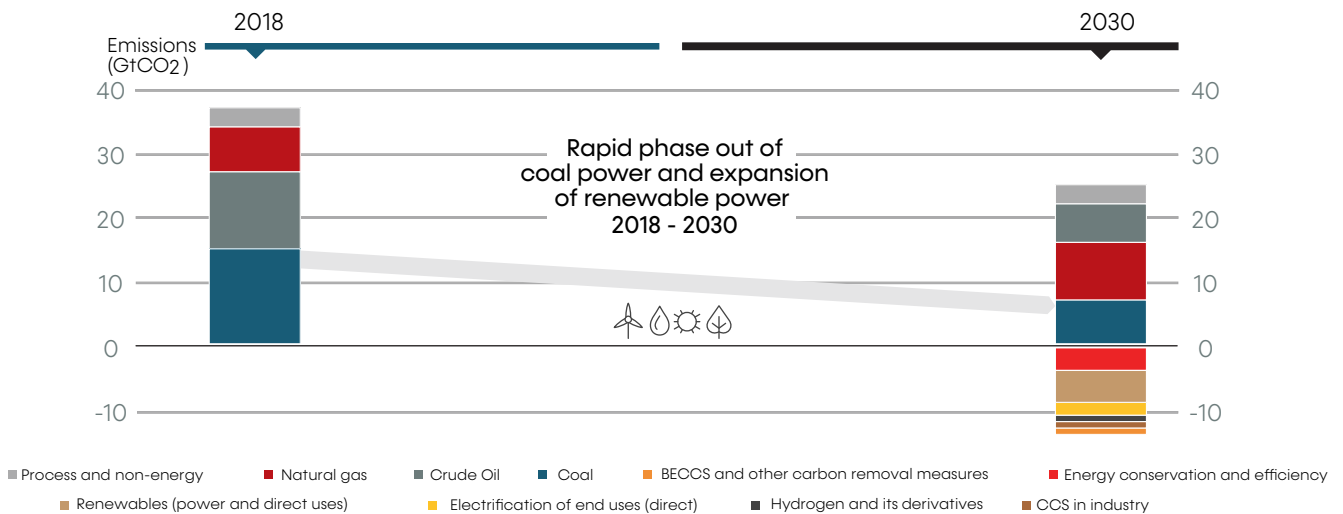 2018
2030
Emissions
(GtCO2)
40
40
Rapid phase out of
coal power and expansion
of renewable power
2018 - 2030
30
30
20
20
10
10
0
0
-10
-10
Process and non-energy
Natural gas
Crude Oil
Coal
BECCS and other carbon removal measures
Energy conservation and efficiency
Renewables (power and direct uses)
Electrification of end uses (direct)
Hydrogen and its derivatives
CCS in industry